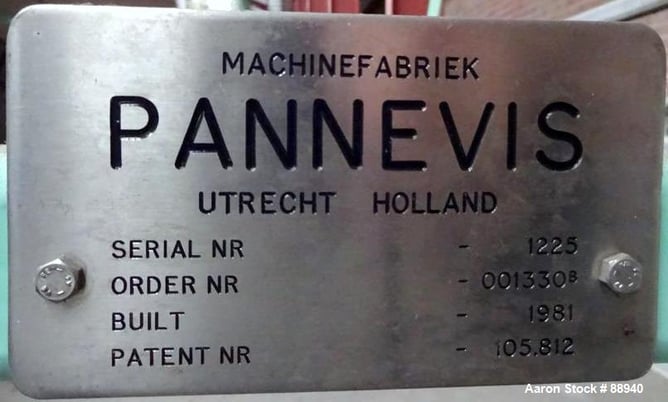 MACHINEFABRIEK
PANNEVIS
UTRECHT HOLLAND
SERIAL NR - 1225
ORDER NR - 001330B
BUILT - 1981
PATENT NR - 105.812
Aaron Stock # 88940